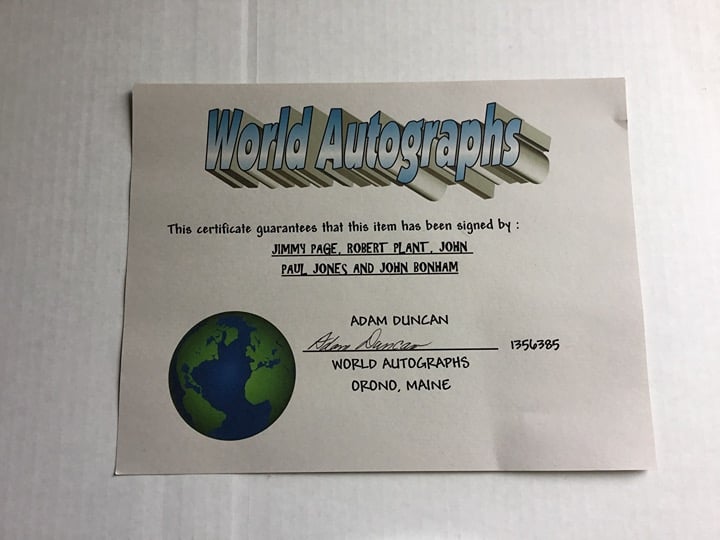 World Autographs
This certificate guarantees that this item has been signed by :
JIMMY PAGE, ROBERT PLANT, JOHN
PAUL JONES AND JOHN BONHAM
ADAM DUNCAN
Adam Duncan 1356385
WORLD AUTOGRAPHS
ORONO, MAINE